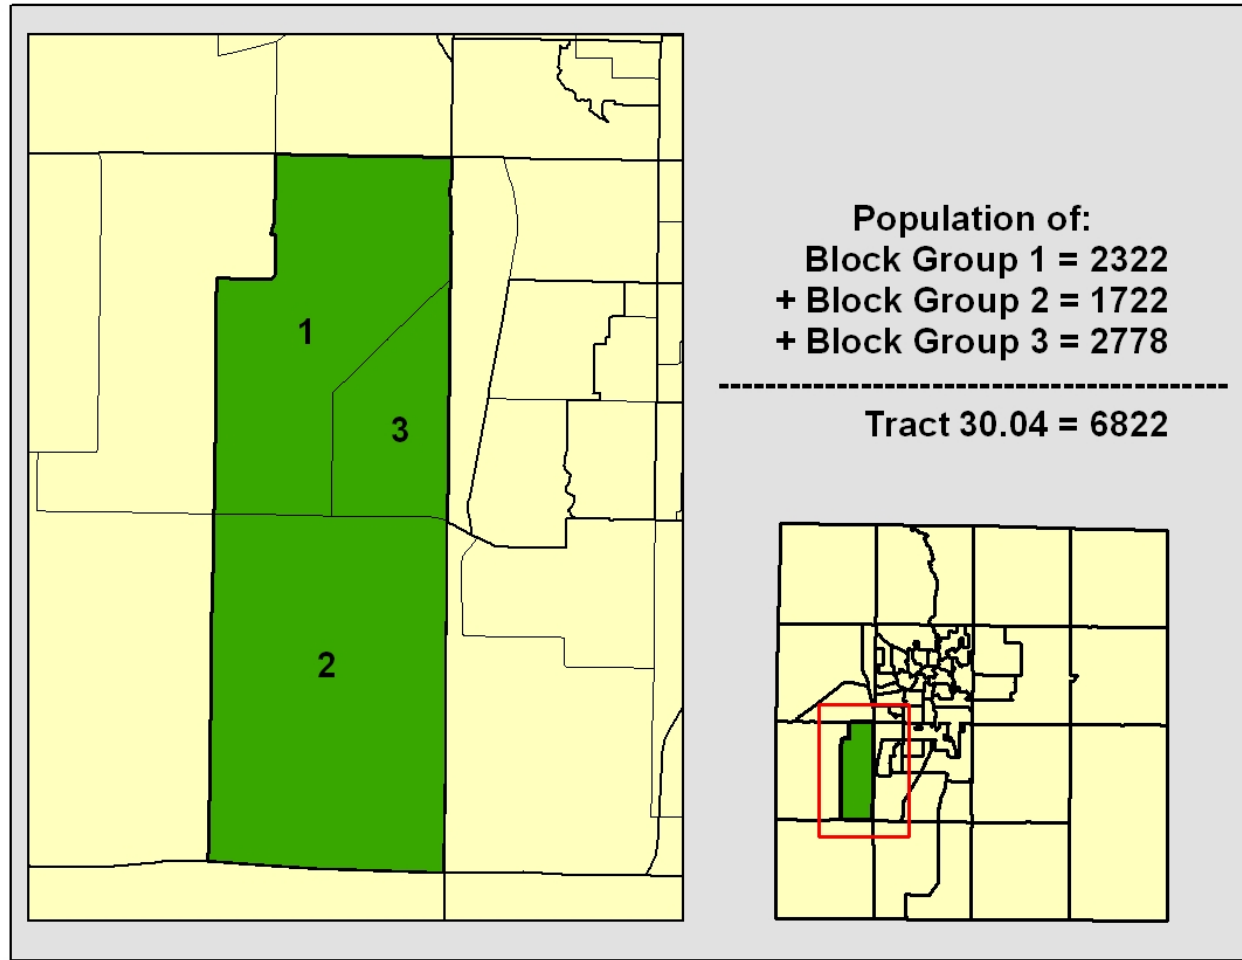 1
3
2
Population of:
Block Group 1 = 2322
+ Block Group 2 = 1722
+ Block Group 3 = 2778
--------------------------------------------
Tract 30.04 = 6822